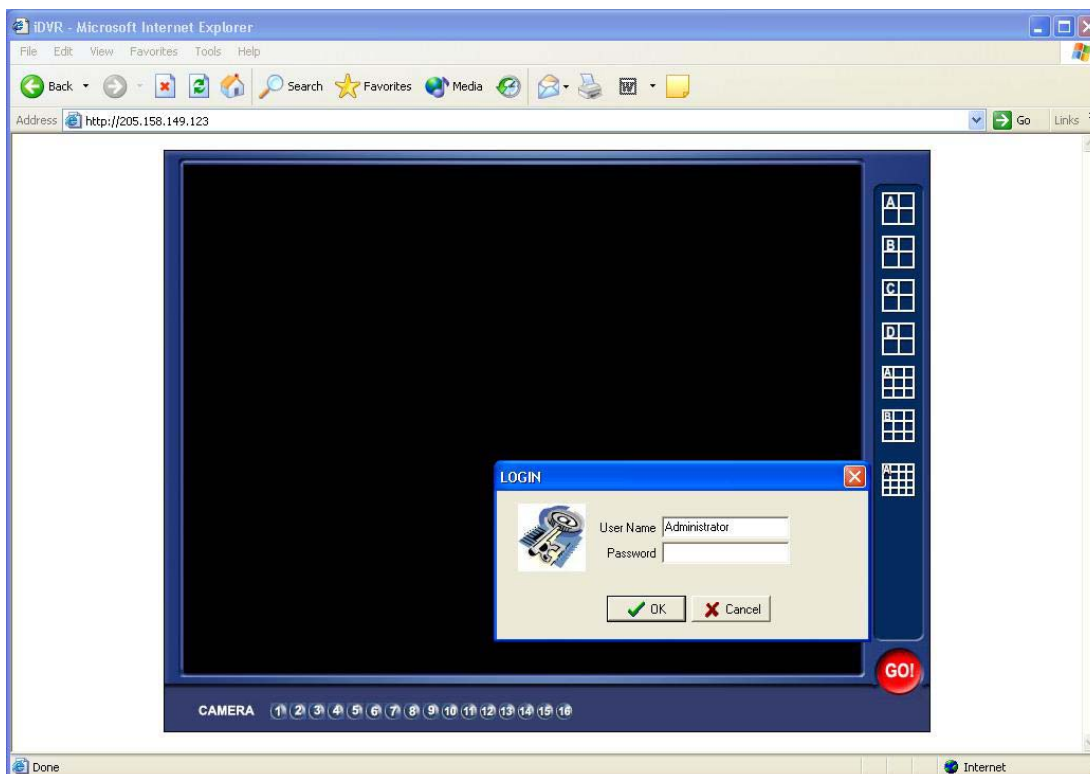 iDVR - Microsoft Internet Explorer
File Edit View Favorites Tools Help
Back Search Favorites Media
Address http://205.158.149.123 Go Links
A
B
C
D
A
B
A
LOGIN
User Name Administrator
Password
OK Cancel
GO!
CAMERA 1 2 3 4 5 6 7 8 9 10 11 12 13 14 15 16
Done Internet